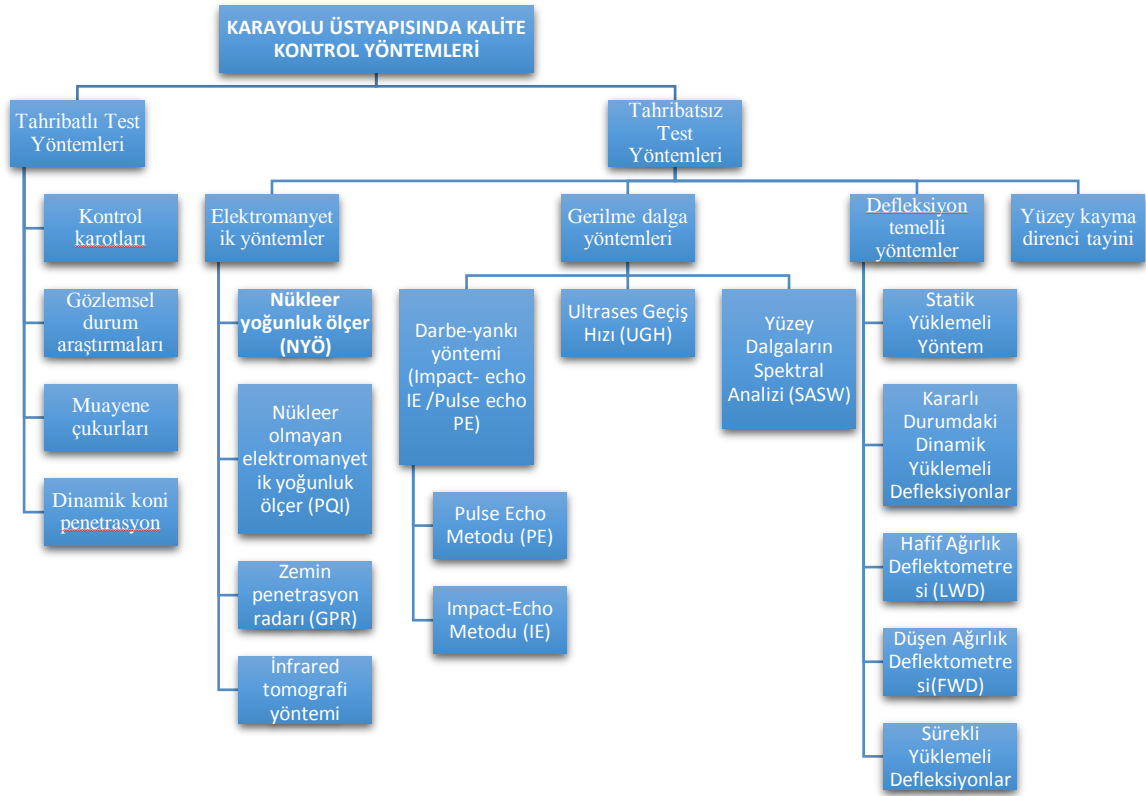 KARAYOLU ÜSTYAPISINDA KALİTE
KONTROL YÖNTEMLERİ
Tahribatlı Test
Yöntemleri
Kontrol
karotları
Gözlemsel
durum
araştırmaları
Muayene
çukurları
Dinamik koni
penetrasyon
Tahribatsız
Test
Yöntemleri
Elektromanyet
ik yöntemler
Nükleer
yoğunluk ölçer
(NYÖ)
Nükleer
olmayan
elektromanyet
ik yoğunluk
ölçer (PQI)
Zemin
penetrasyon
radarı (GPR)
İnfrared
tomografi
yöntemi
Gerilme dalga
yöntemleri
Darbe-yankı
yöntemi
(Impact- echo
IE /Pulse echo
PE)
Pulse Echo
Metodu (PE)
Impact-Echo
Metodu (IE)
Ultrases Geçiş
Hızı (UGH)
Yüzey
Dalgaların
Spektral
Analizi (SASW)
Defleksiyon
temelli
yöntemler
Statik
Yüklemeli
Yöntem
Kararlı
Durumdaki
Dinamik
Yüklemeli
Defleksiyonlar
Hafif Ağırlık
Deflektometre
si (LWD)
Düşen Ağırlık
Deflektometre
si(FWD)
Sürekli
Yüklemeli
Defleksiyonlar
Yüzey kayma
direnci tayini